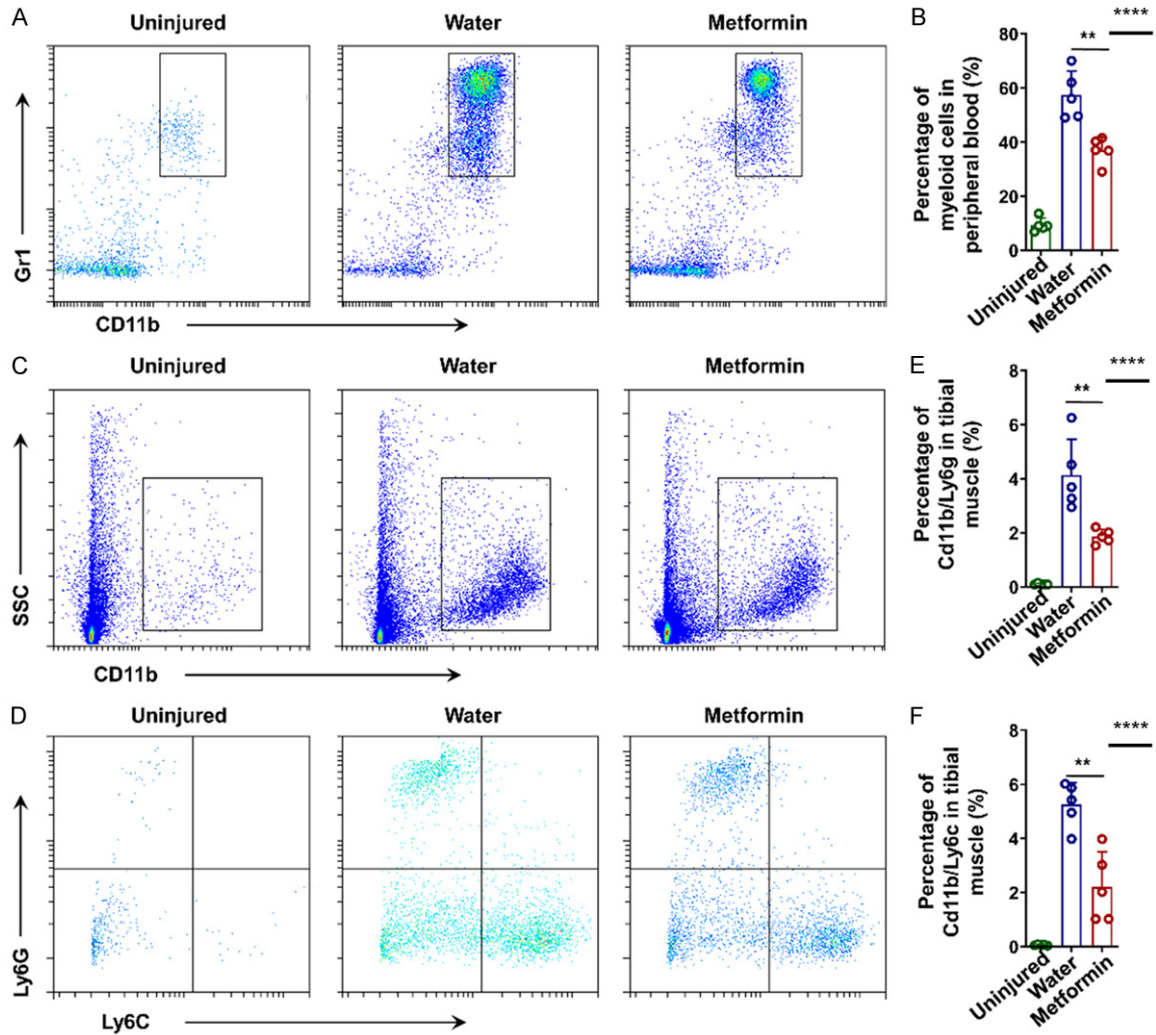 A
Uninjured
Water
Metformin
Gr1
CD11b
B
****
**
Percentage of
myeloid cells in
peripheral blood (%)
80
60
40
20
0
Uninjured
Water
Metformin
C
Uninjured
Water
Metformin
SSC
CD11b
E
****
**
Percentage of
Cd11b/Ly6g in tibial
muscle (%)
8
6
4
2
0
Uninjured
Water
Metformin
D
Uninjured
Water
Metformin
Ly6G
Ly6C
F
****
**
Percentage of
Cd11b/Ly6c in tibial
muscle (%)
8
6
4
2
0
Uninjured
Water
Metformin